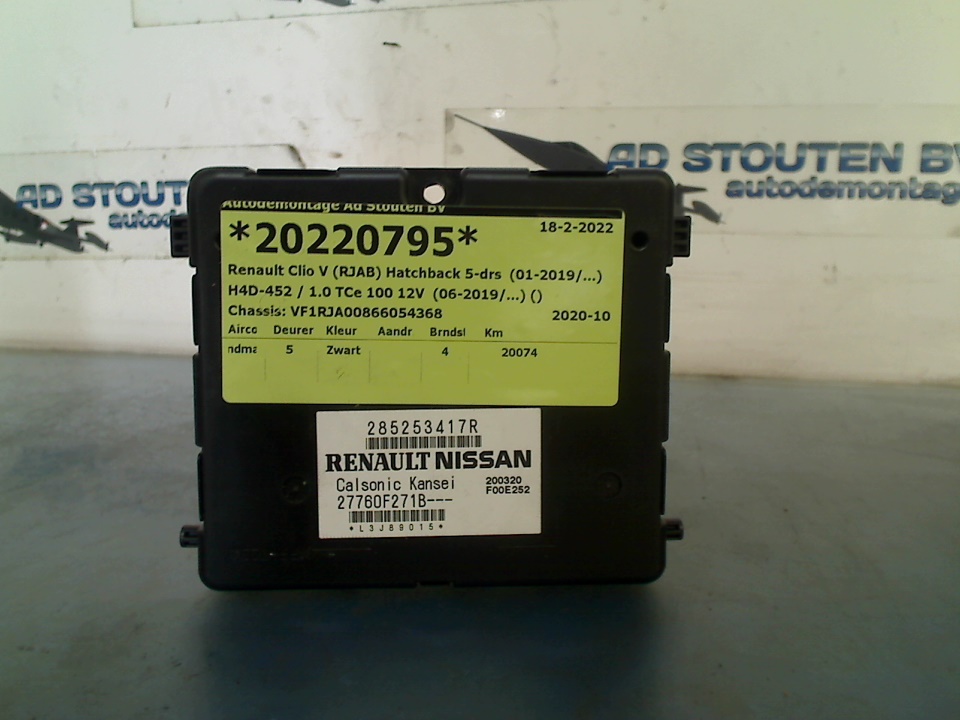 AD STOUTEN
autodem
AD STOUTEN BV
autodemontage
Autodemontage Ad Stouten BV
*20220795*
18-2-2022
Renault Clio V (RJAB) Hatchback 5-drs (01-2019/...)
H4D-452 / 1.0 TCe 100 12V (06-2019/...) ()
Chassis: VF1RJA00866054368
2020-10
Airco Deurer Kleur Aandr Brndst Km
ndma 5 Zwart 4 20074
285253417R
RENAULT NISSAN
Calsonic Kansei
200320
F00E252
27760F271B---
*L3J89015*